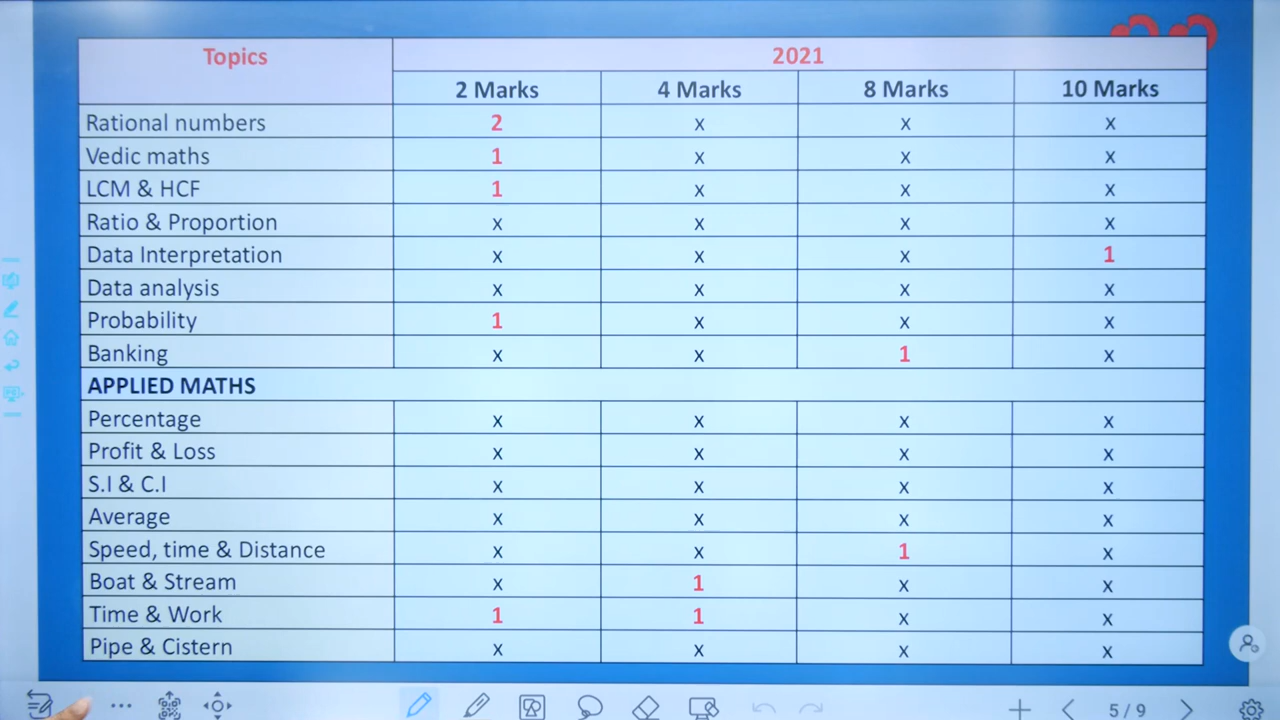 Topics 2021
2 Marks 4 Marks 8 Marks 10 Marks
Rational numbers 2 x x x
Vedic maths 1 x x x
LCM & HCF 1 x x x
Ratio & Proportion x x x x
Data Interpretation x x x 1
Data analysis x x x x
Probability 1 x x x
Banking x x 1 x
APPLIED MATHS
Percentage x x x x
Profit & Loss x x x x
S.I & C.I x x x x
Average x x x x
Speed, time & Distance x x 1 x
Boat & Stream x 1 x x
Time & Work 1 1 x x
Pipe & Cistern x x x x
5 / 9